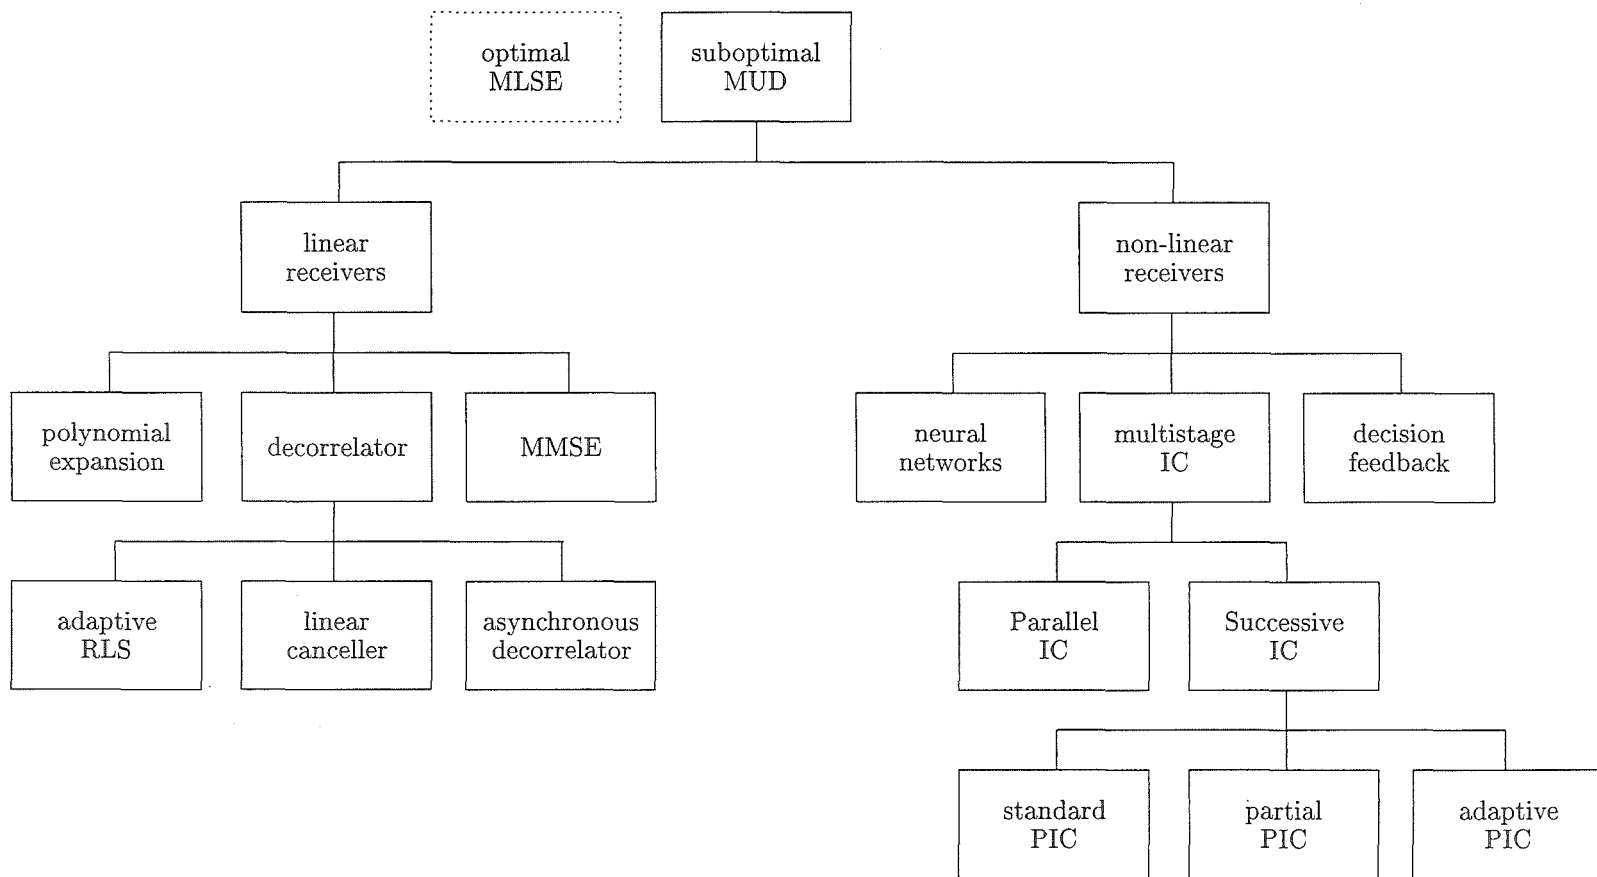 optimal
MLSE
suboptimal
MUD
linear
receivers
non-linear
receivers
polynomial
expansion
decorrelator
MMSE
neural
networks
multistage
IC
decision
feedback
adaptive
RLS
linear
canceller
asynchronous
decorrelator
Parallel
IC
Successive
IC
standard
PIC
partial
PIC
adaptive
PIC